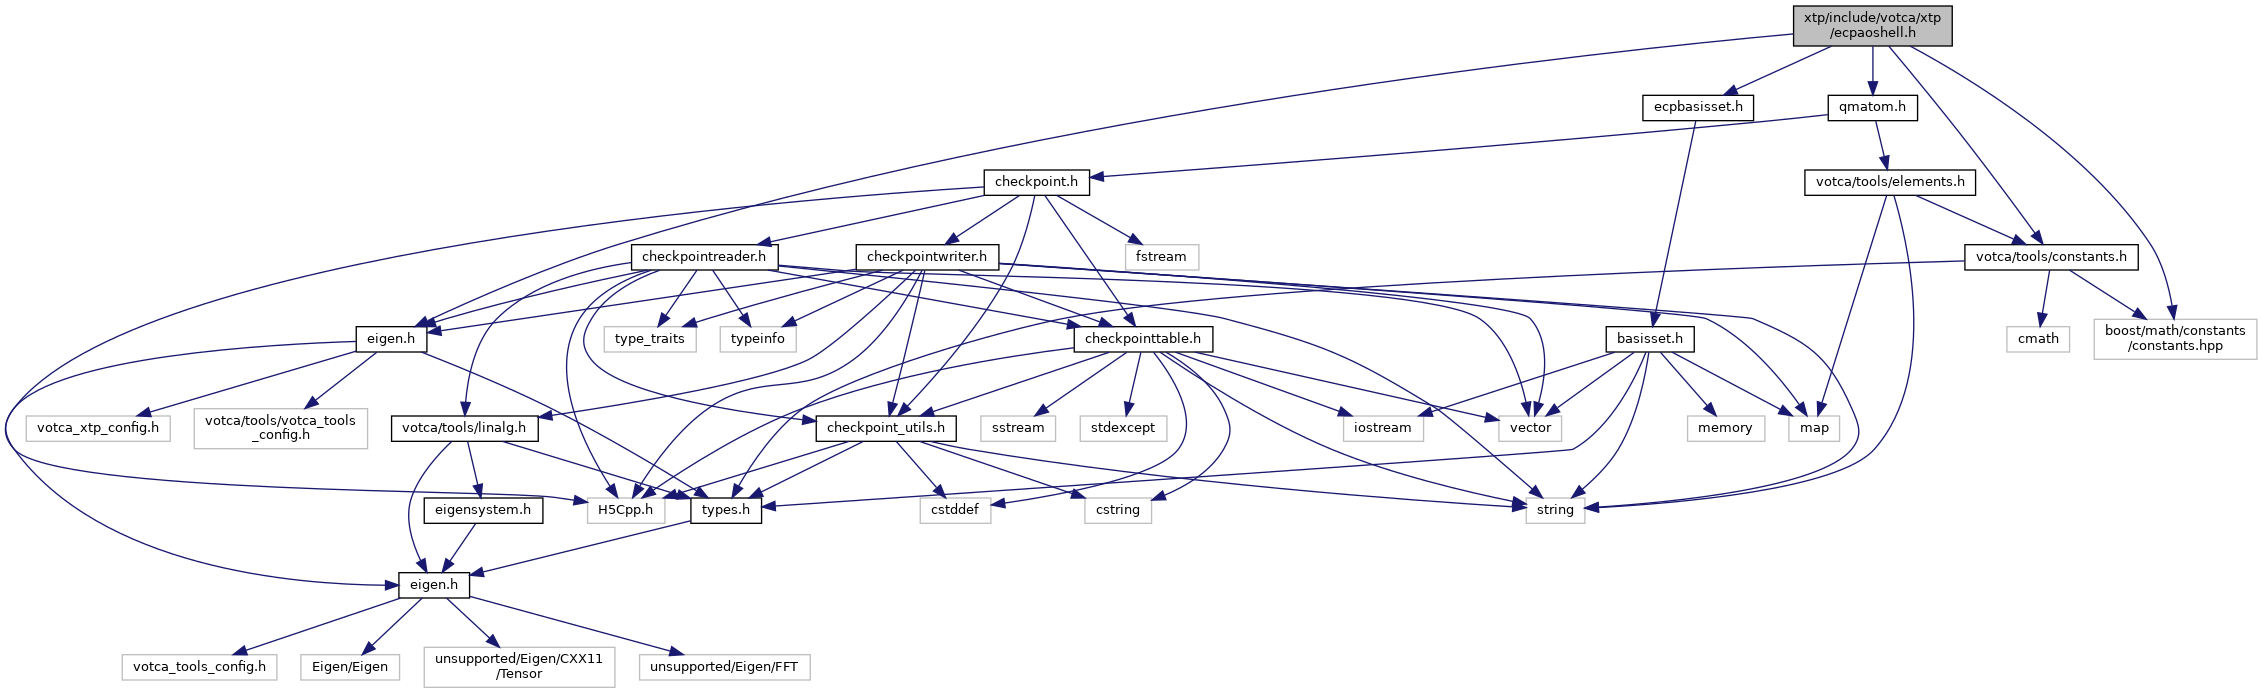 xtp/include/votca/xtp
/ecpaoshell.h
ecpbasisset.h
qmatom.h
checkpoint.h
votca/tools/elements.h
checkpointreader.h
checkpointwriter.h
fstream
votca/tools/constants.h
eigen.h
type_traits
typeinfo
checkpointtable.h
basisset.h
cmath
boost/math/constants
/constants.hpp
votca_xtp_config.h
votca/tools/votca_tools
_config.h
votca/tools/linalg.h
checkpoint_utils.h
sstream
stdexcept
iostream
vector
memory
map
eigensystem.h
H5Cpp.h
types.h
cstddef
cstring
string
eigen.h
votca_tools_config.h
Eigen/Eigen
unsupported/Eigen/CXX11
/Tensor
unsupported/Eigen/FFT